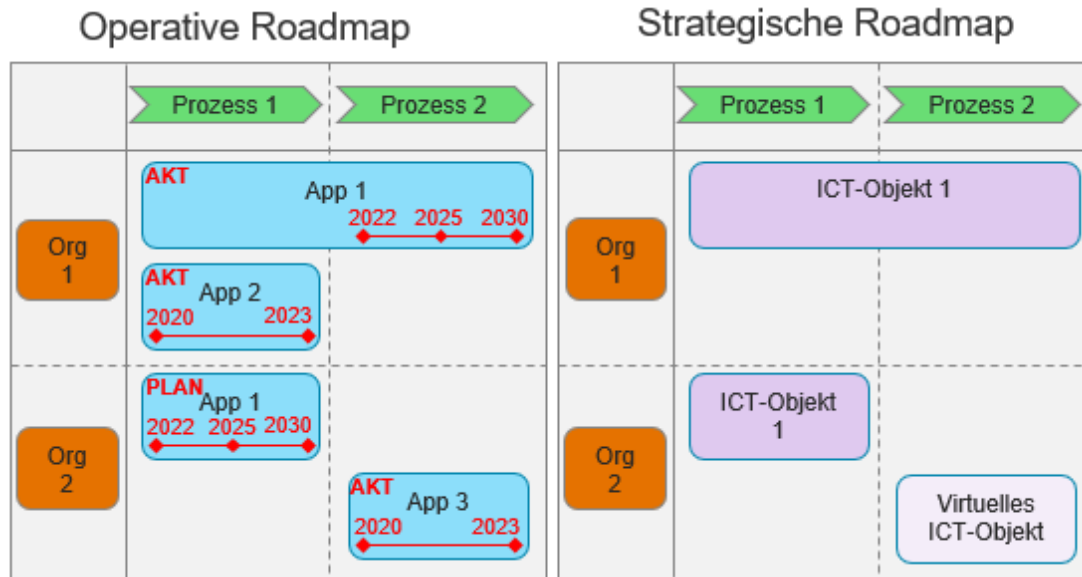 Operative Roadmap
Prozess 1
Prozess 2
AKT
App 1
2022 2025 2030
Org
1
AKT
App 2
2020 2023
PLAN
App 1
2022 2025 2030
Org
2
AKT
App 3
2020 2023
Strategische Roadmap
Prozess 1
Prozess 2
ICT-Objekt 1
Org
1
ICT-Objekt
1
Org
2
Virtuelles
ICT-Objekt